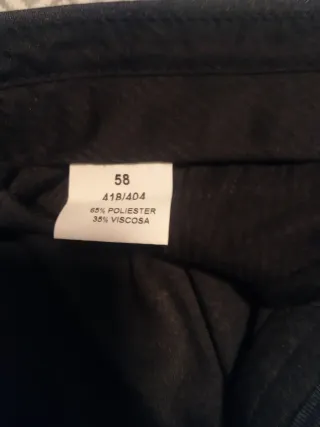 58
418/404
65% POLIESTER
35% VISCOSA